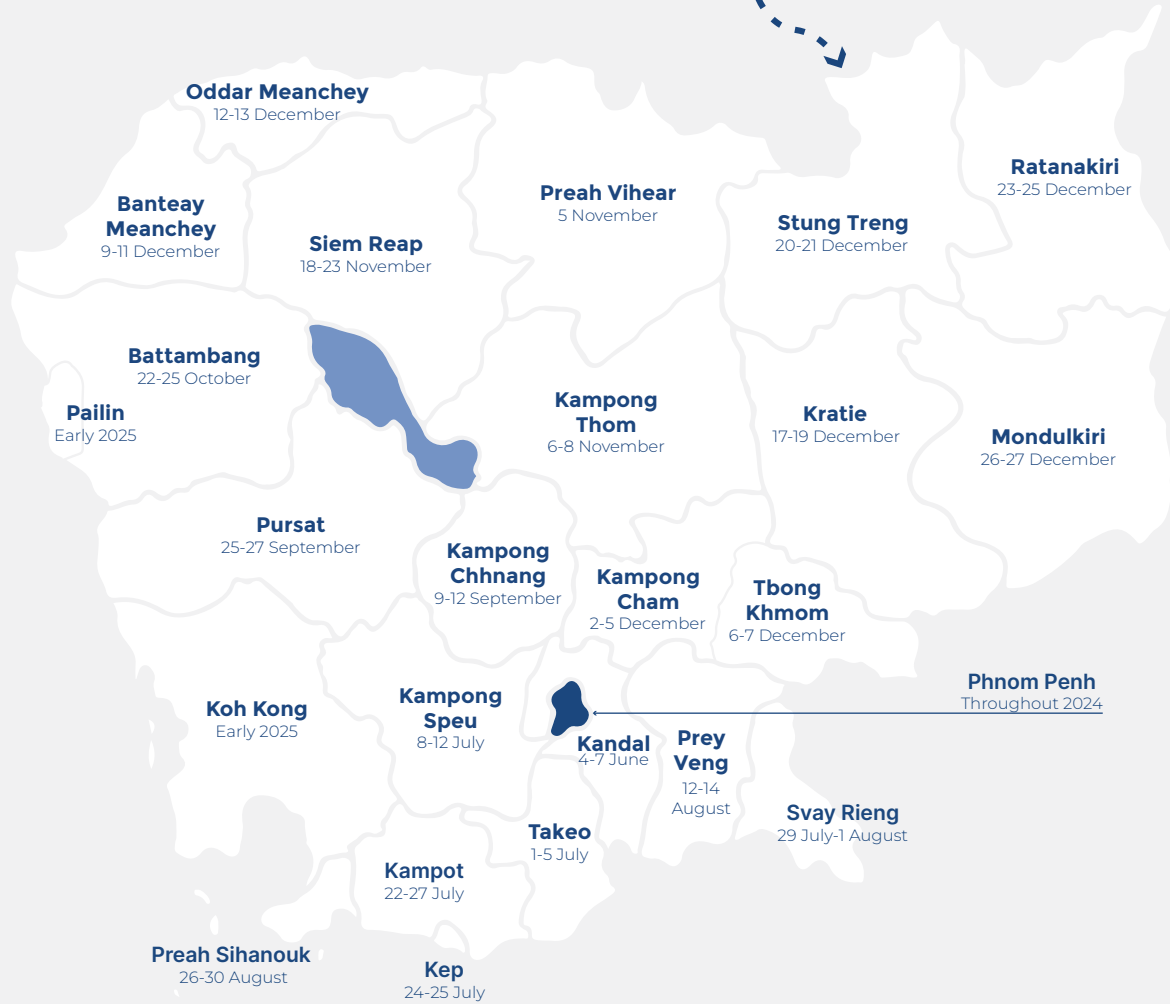 Oddar Meanchey
12-13 December
Ratanakiri
23-25 December
Preah Vihear
5 November
Banteay
Meanchey
9-11 December
Stung Treng
20-21 December
Siem Reap
18-23 November
Battambang
22-25 October
Pailin
Early 2025
Kampong
Thom
6-8 November
Kratie
17-19 December
Mondulkiri
26-27 December
Pursat
25-27 September
Kampong
Chhnang
9-12 September
Kampong
Cham
2-5 December
Tbong
Khmom
6-7 December
Phnom Penh
Throughout 2024
Koh Kong
Early 2025
Kampong
Speu
8-12 July
Kandal
4-7 June
Prey
Veng
12-14
August
Svay Rieng
29 July-1 August
Takeo
1-5 July
Kampot
22-27 July
Preah Sihanouk
26-30 August
Kep
24-25 July